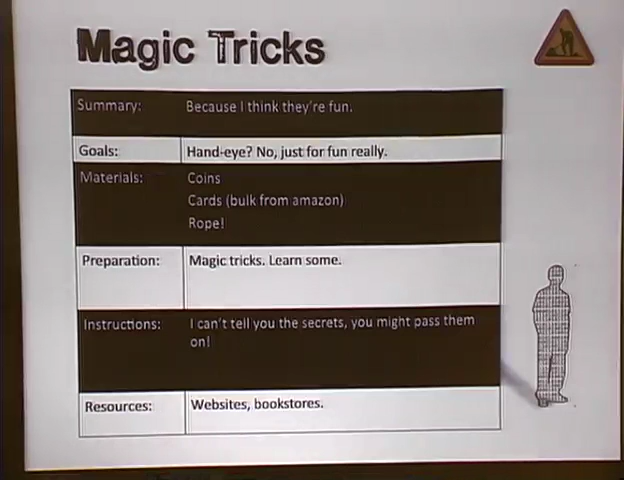 Magic Tricks
Summary: Because I think they're fun.
Goals: Hand-eye? No, just for fun really.
Materials: Coins
Cards (bulk from amazon)
Rope!
Preparation: Magic tricks. Learn some.
Instructions: I can't tell you the secrets, you might pass them
on!
Resources: Websites, bookstores.